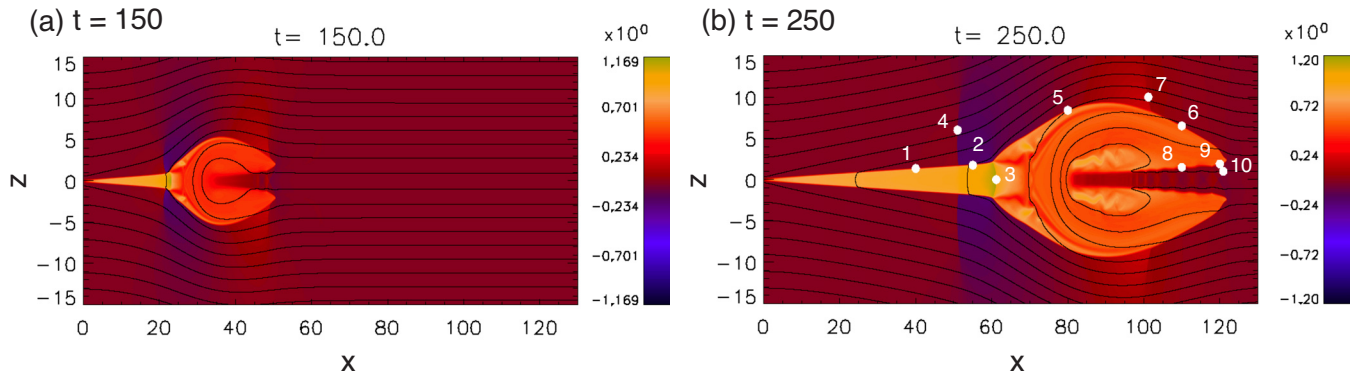 (a) t = 150
t= 150.0
×10⁰
15
10
5
0
−5
−10
−15
z
0 20 40 60 80 100 120
x
1,169
0,701
0,234
−0,234
−0,701
−1,169
(b) t = 250
t= 250.0
×10⁰
15
10
5
0
−5
−10
−15
z
0 20 40 60 80 100 120
x
1 2 3 4 5 6 7 8 9 10
1.20
0.72
0.24
−0.24
−0.72
−1.20